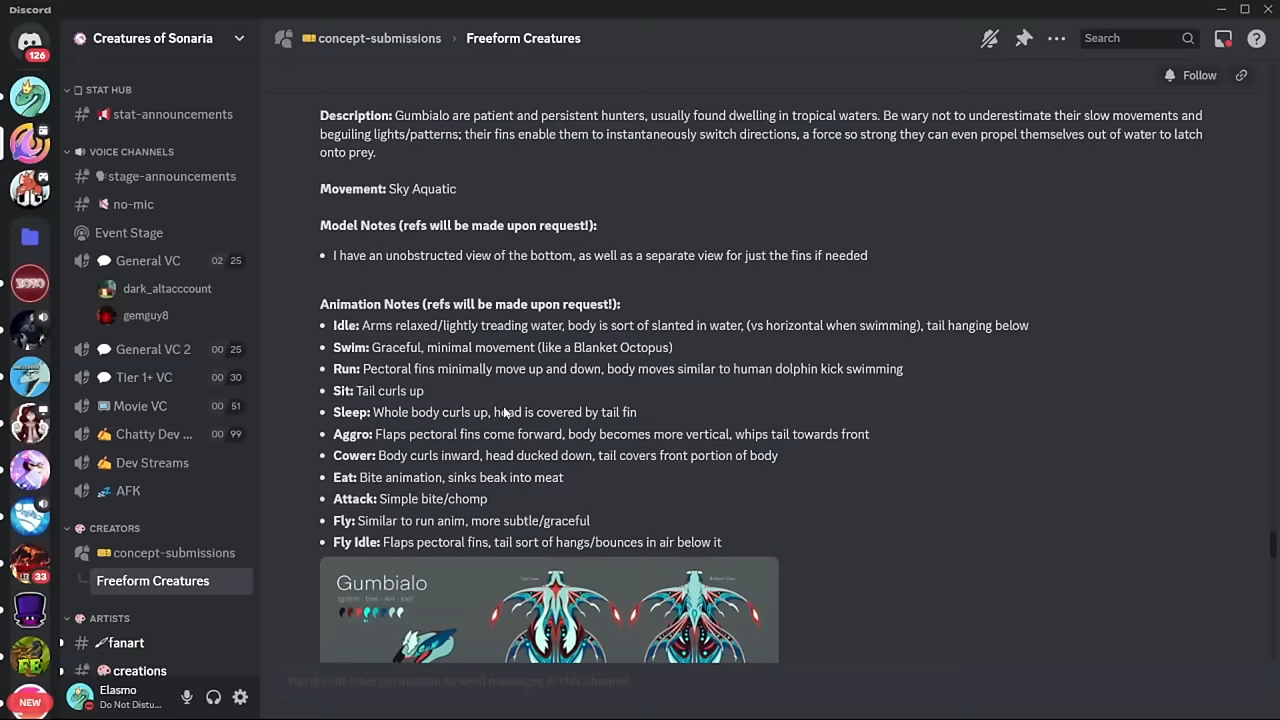 Discord
Creatures of Sonaria
concept-submissions › Freeform Creatures
Search
126
33
NEW
STAT HUB
stat-announcements
VOICE CHANNELS
stage-announcements
no-mic
Event Stage
General VC 02 25
dark_altacccount
gemguy8
General VC 2 00 25
Tier 1+ VC 00 30
Movie VC 00 51
Chatty Dev ... 00 99
Dev Streams
AFK
CREATORS
concept-submissions
Freeform Creatures
ARTISTS
fanart
creations
Elasmo
Do Not Distu...
Follow
Description: Gumbialo are patient and persistent hunters, usually found dwelling in tropical waters. Be wary not to underestimate their slow movements and
beguiling lights/patterns; their fins enable them to instantaneously switch directions, a force so strong they can even propel themselves out of water to latch
onto prey.
Movement: Sky Aquatic
Model Notes (refs will be made upon request!):
• I have an unobstructed view of the bottom, as well as a separate view for just the fins if needed
Animation Notes (refs will be made upon request!):
• Idle: Arms relaxed/lightly treading water, body is sort of slanted in water, (vs horizontal when swimming), tail hanging below
• Swim: Graceful, minimal movement (like a Blanket Octopus)
• Run: Pectoral fins minimally move up and down, body moves similar to human dolphin kick swimming
• Sit: Tail curls up
• Sleep: Whole body curls up, head is covered by tail fin
• Aggro: Flaps pectoral fins come forward, body becomes more vertical, whips tail towards front
• Cower: Body curls inward, head ducked down, tail covers front portion of body
• Eat: Bite animation, sinks beak into meat
• Attack: Simple bite/chomp
• Fly: Similar to run anim, more subtle/graceful
• Fly Idle: Flaps pectoral fins, tail sort of hangs/bounces in air below it
Gumbialo
You do not have permission to send messages in this channel.